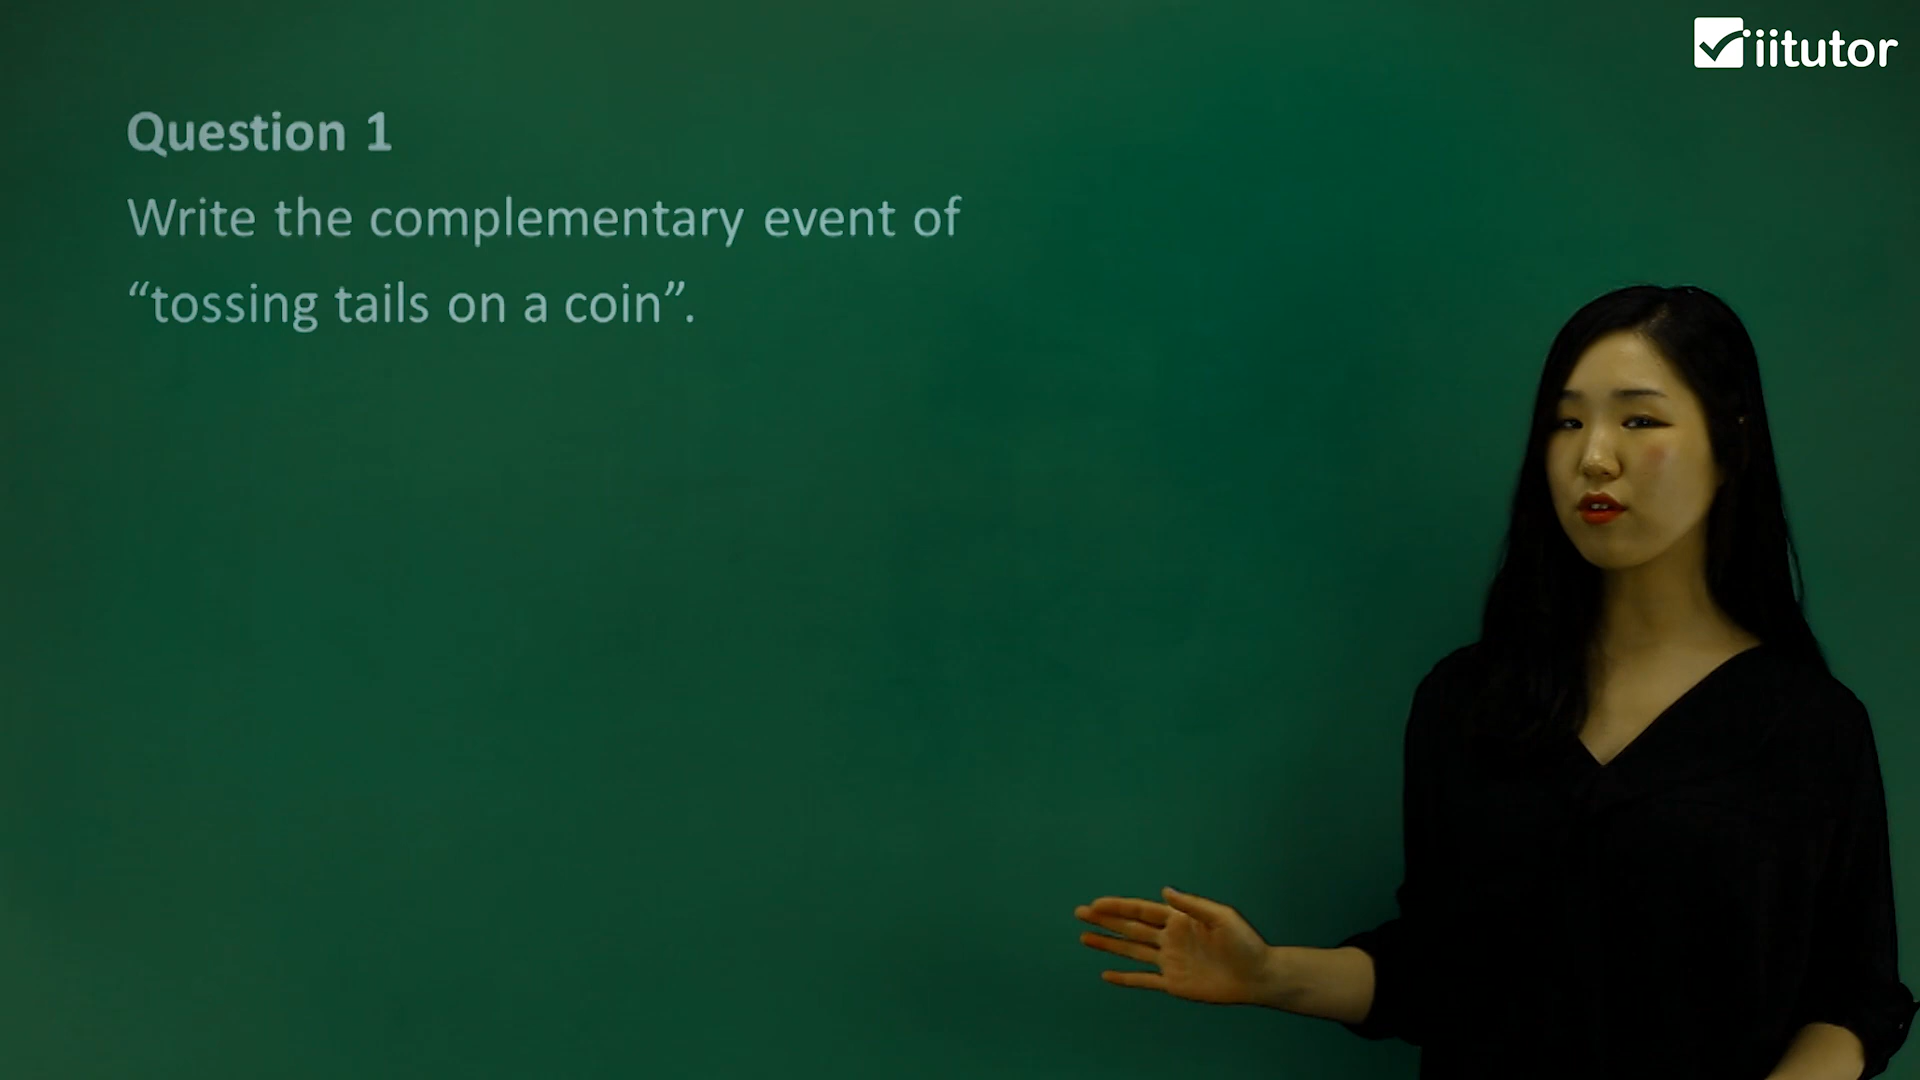 iitutor
Question 1
Write the complementary event of
“tossing tails on a coin”.